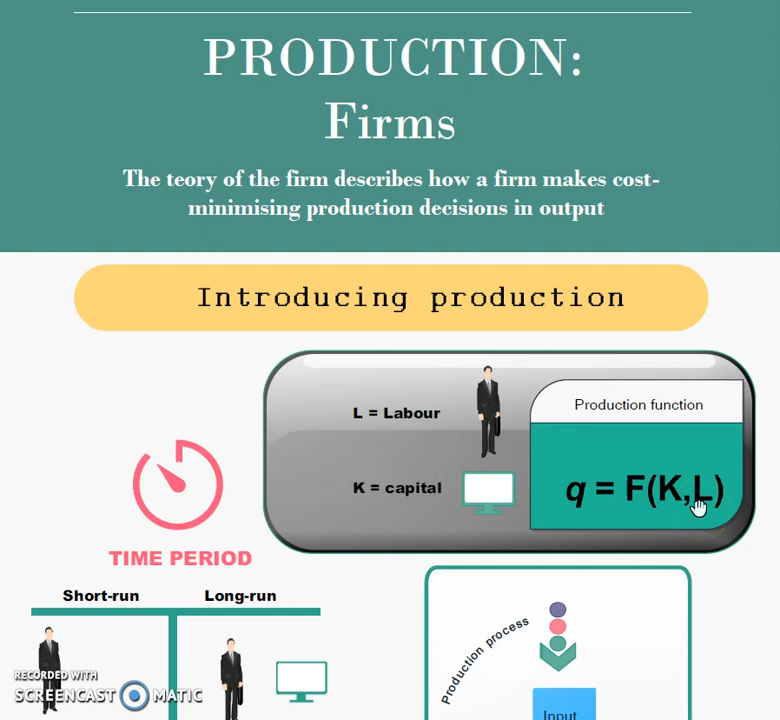 PRODUCTION:
Firms
The teory of the firm describes how a firm makes cost-
minimising production decisions in output
Introducing production
L = Labour
Production function
K = capital
q = F(K,L)
TIME PERIOD
Short-run
Long-run
Production process
Input
RECORDED WITH
SCREENCAST MATIC